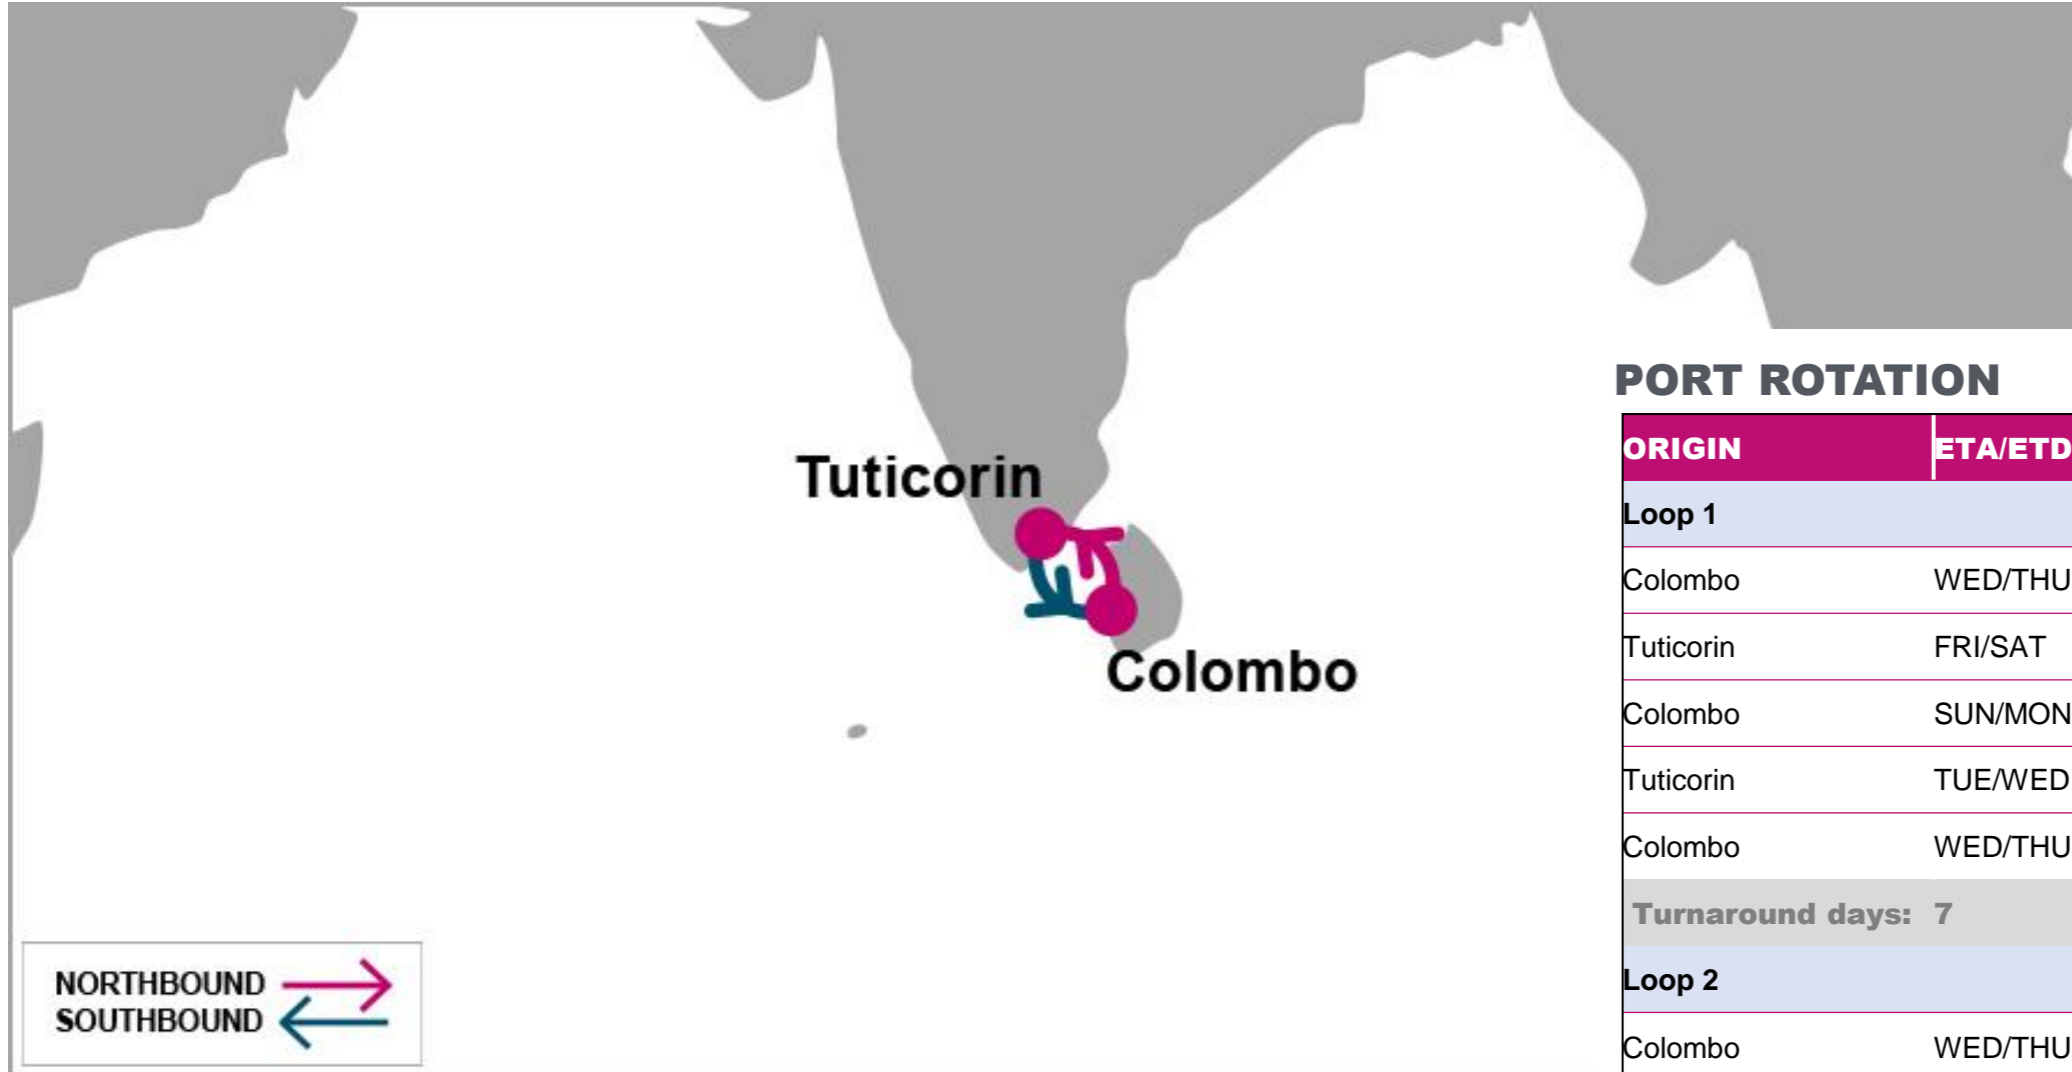 Tuticorin
Colombo
NORTHBOUND
SOUTHBOUND
PORT ROTATION
ORIGIN ETA/ETD
Loop 1
Colombo WED/THU
Tuticorin FRI/SAT
Colombo SUN/MON
Tuticorin TUE/WED
Colombo WED/THU
Turnaround days: 7
Loop 2
Colombo WED/THU